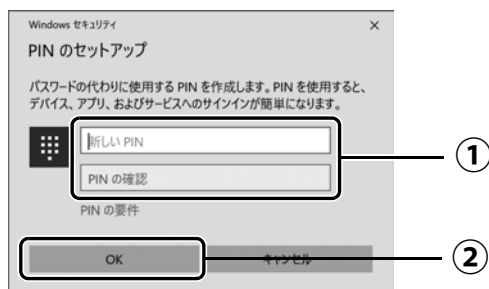 Windows セキュリティ
PIN のセットアップ
パスワードの代わりに使用する PIN を作成します。PIN を使用すると、
デバイス、アプリ、およびサービスへのサインインが簡単になります。
新しい PIN
①
PIN の確認
PIN の要件
OK
キャンセル
②